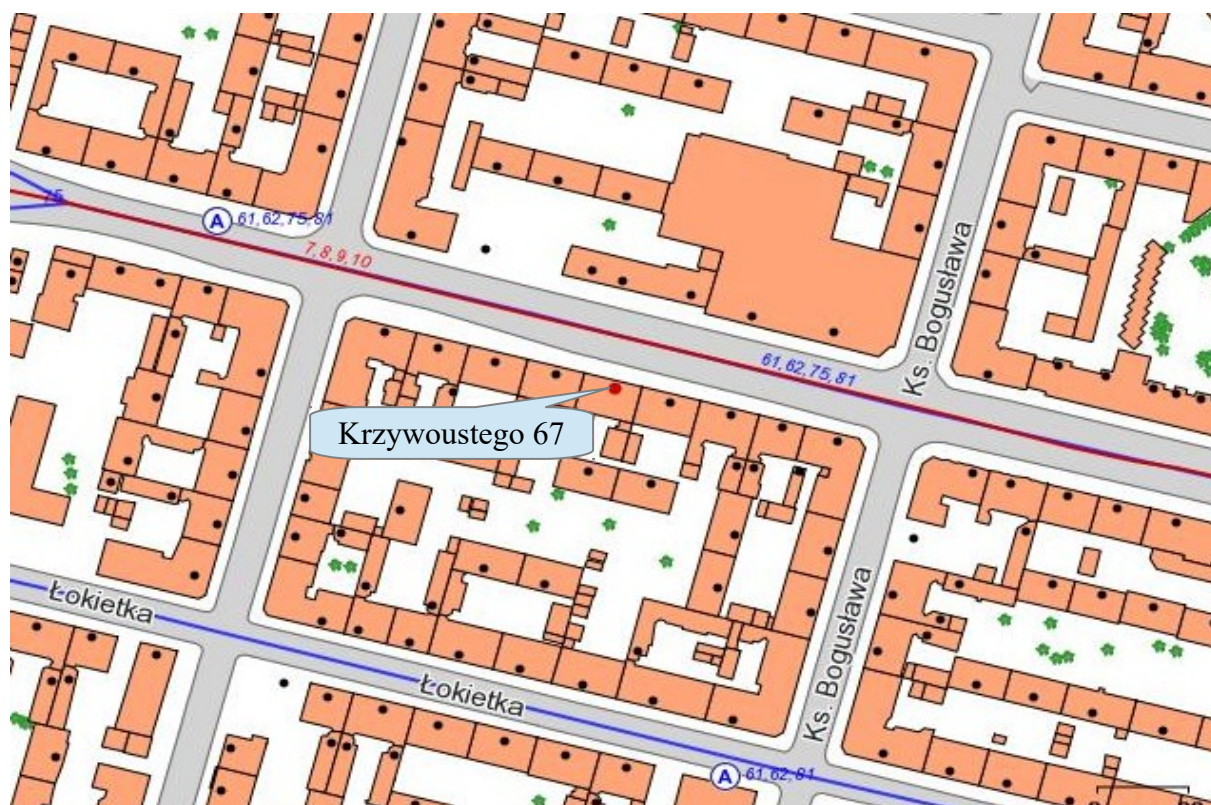 75
A 61,62,75,81
7,8,9,10
Ks. Bogusława
61,62,75,81
Krzywoustego 67
Łokietka
Łokietka
Ks. Bogusława
A 61,62,81